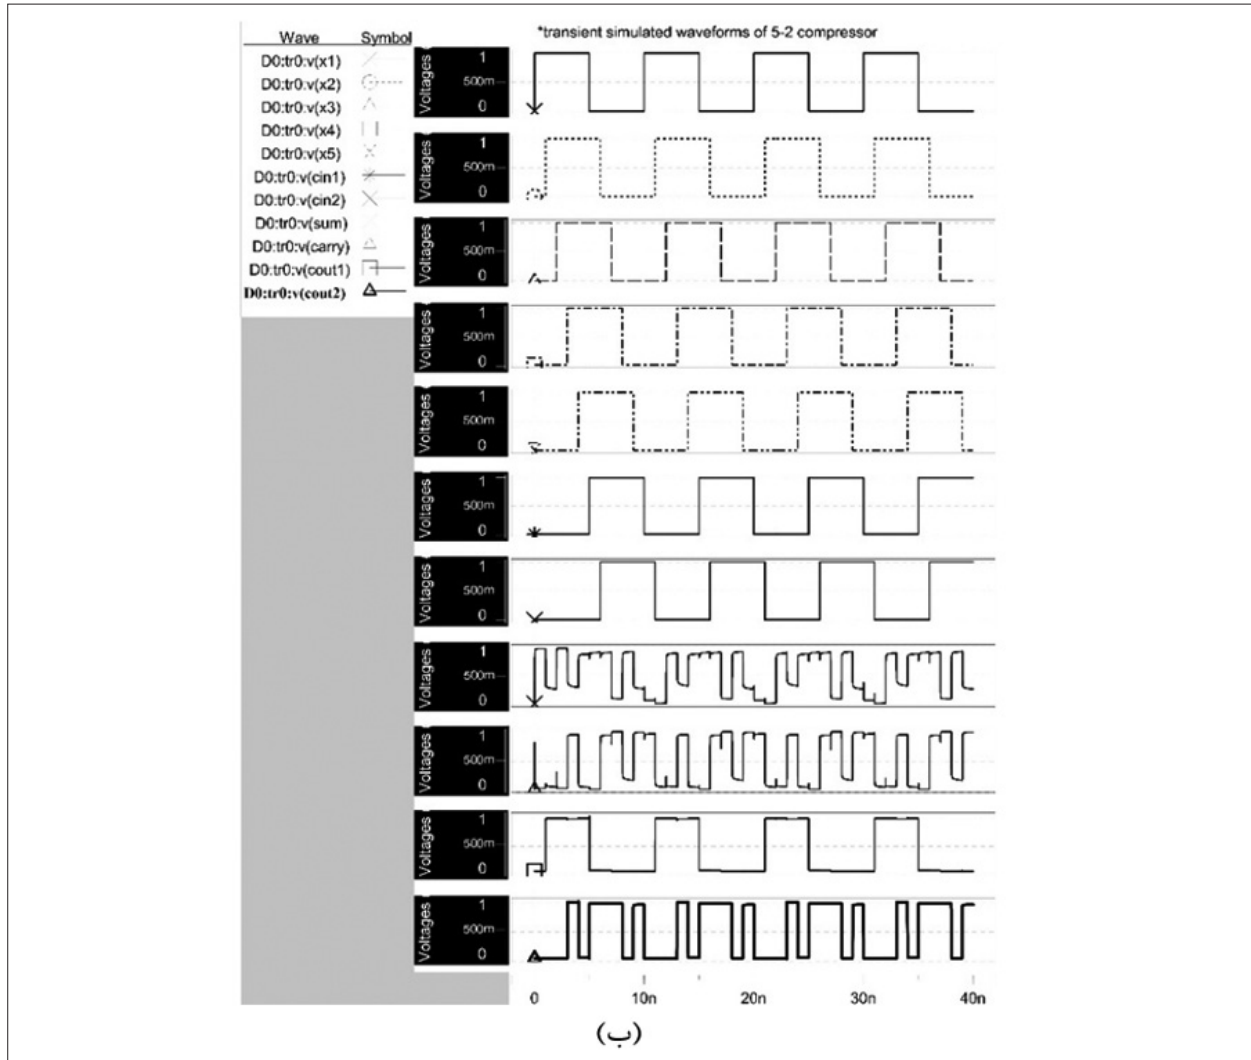 Wave Symbol
D0:tr0:v(x1)
D0:tr0:v(x2)
D0:tr0:v(x3)
D0:tr0:v(x4)
D0:tr0:v(x5)
D0:tr0:v(cin1)
D0:tr0:v(cin2)
D0:tr0:v(sum)
D0:tr0:v(carry)
D0:tr0:v(cout1)
D0:tr0:v(cout2)
*transient simulated waveforms of 5-2 compressor
Voltages 1 500m 0
Voltages 1 500m 0
Voltages 1 500m 0
Voltages 1 500m 0
Voltages 1 500m 0
Voltages 1 500m 0
Voltages 1 500m 0
Voltages 1 500m 0
Voltages 1 500m 0
Voltages 1 500m 0
Voltages 1 500m 0
0 10n 20n 30n 40n
(ب)